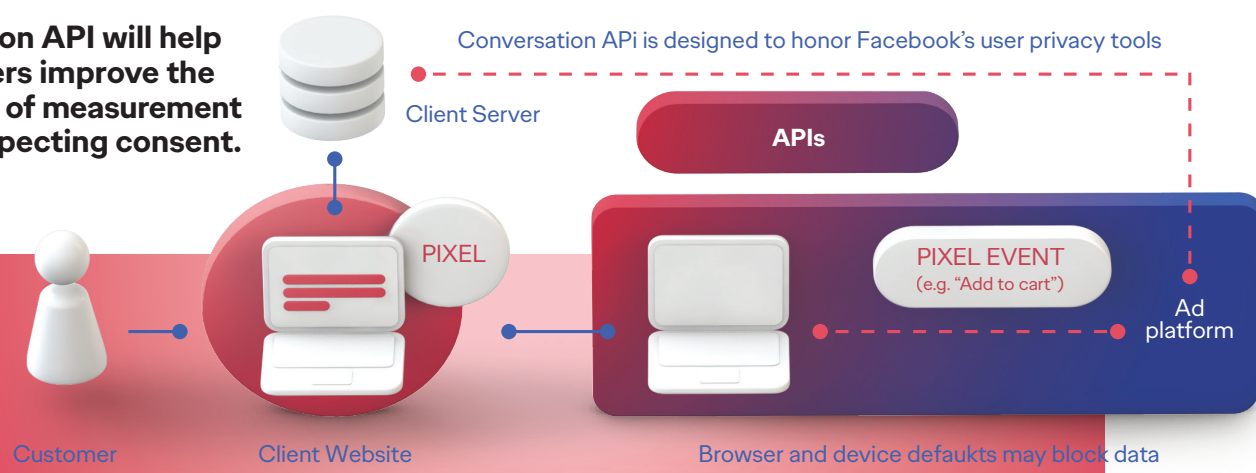 on API will help
ers improve the
of measurement
pecting consent.
Conversation APi is designed to honor Facebook's user privacy tools
Client Server
APIs
PIXEL
PIXEL EVENT
(e.g. “Add to cart”)
Ad
platform
Customer
Client Website
Browser and device defaukts may block data